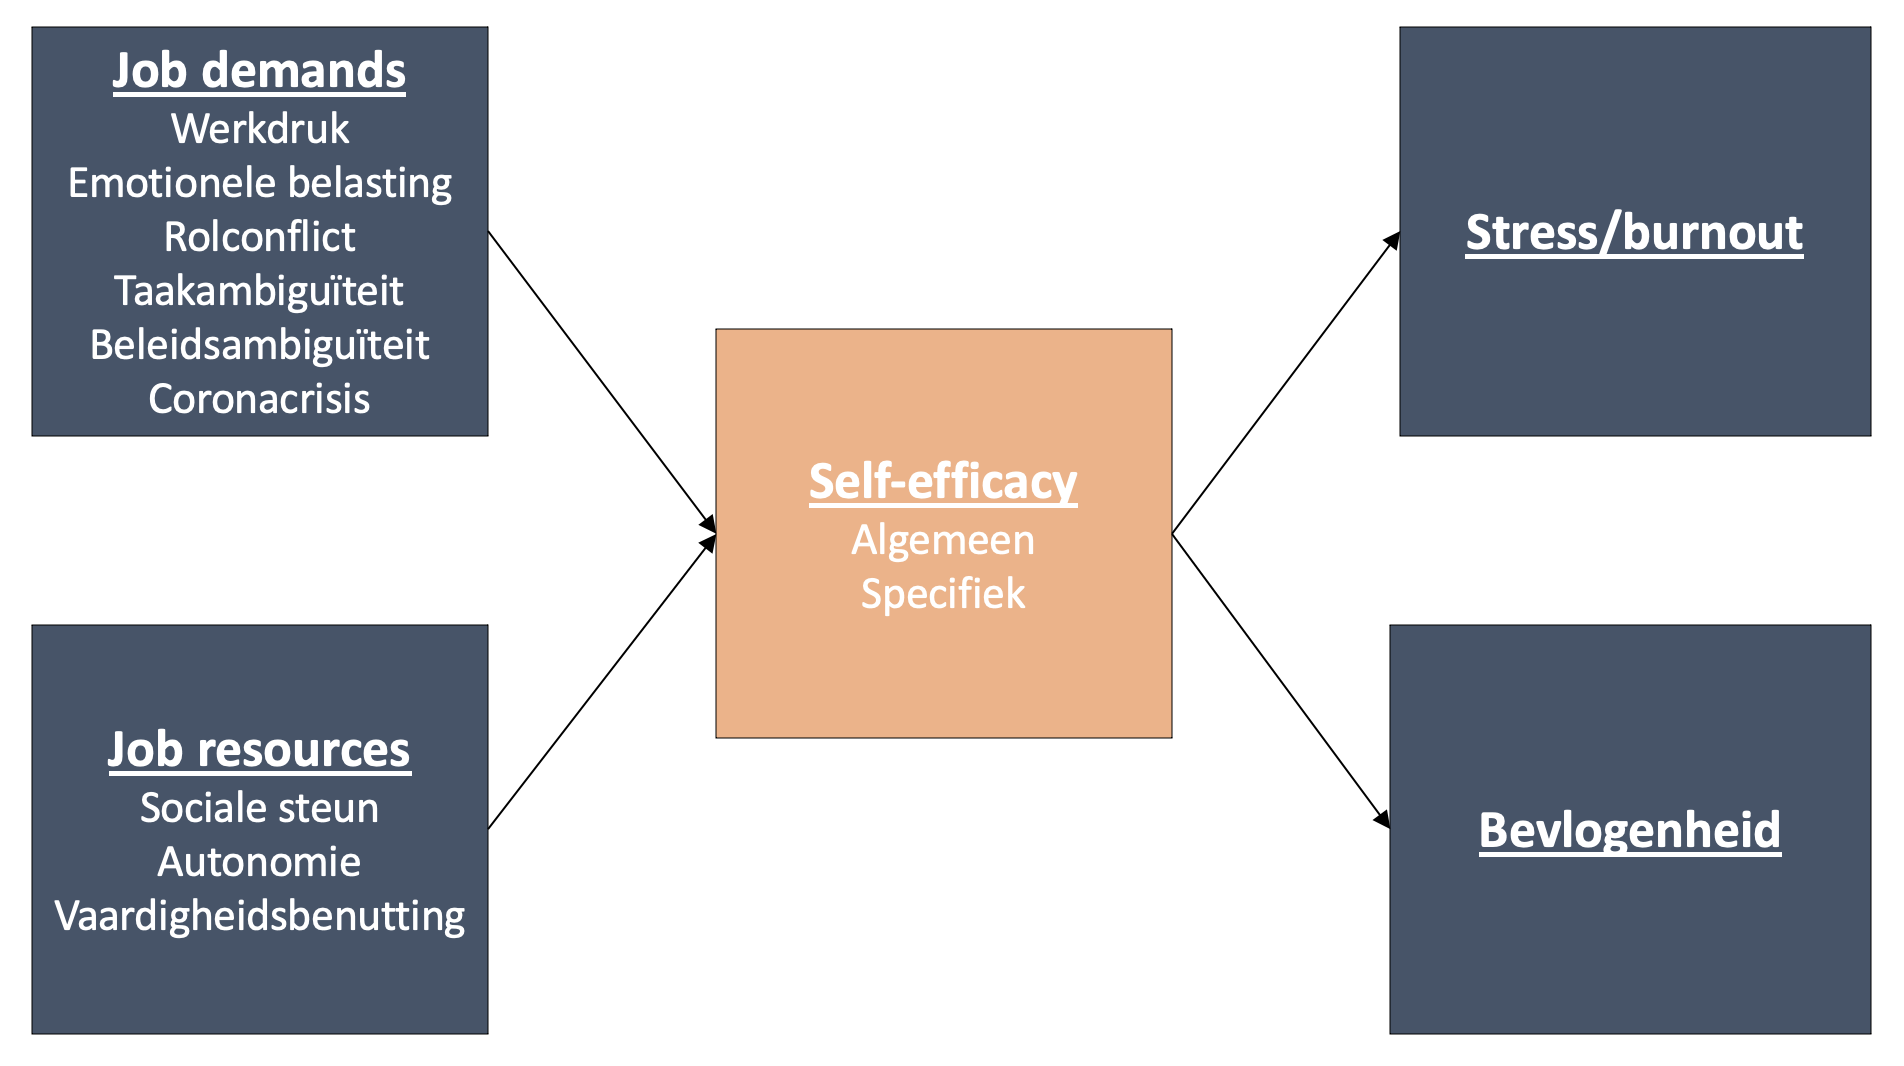 Job demands
Werkdruk
Emotionele belasting
Rolconflict
Taakambiguïteit
Beleidsambiguïteit
Coronacrisis
Job resources
Sociale steun
Autonomie
Vaardigheidsbenutting
Self-efficacy
Algemeen
Specifiek
Stress/burnout
Bevlogenheid